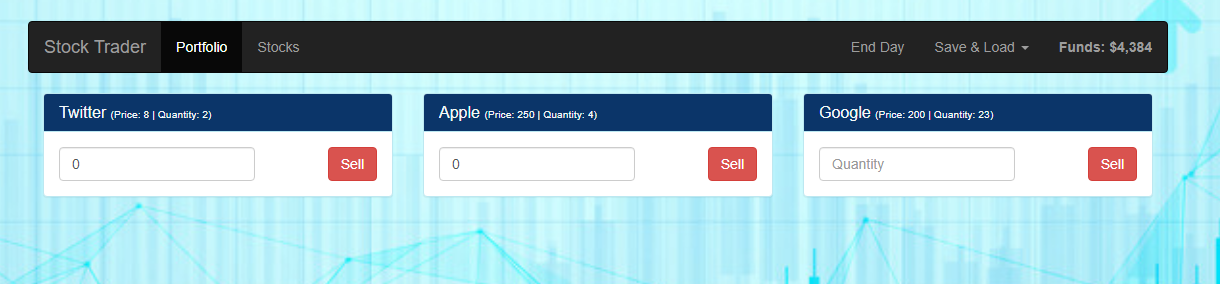 Stock Trader Portfolio Stocks End Day Save & Load Funds: $4,384
Twitter (Price: 8 | Quantity: 2)
0 Sell
Apple (Price: 250 | Quantity: 4)
0 Sell
Google (Price: 200 | Quantity: 23)
Quantity Sell